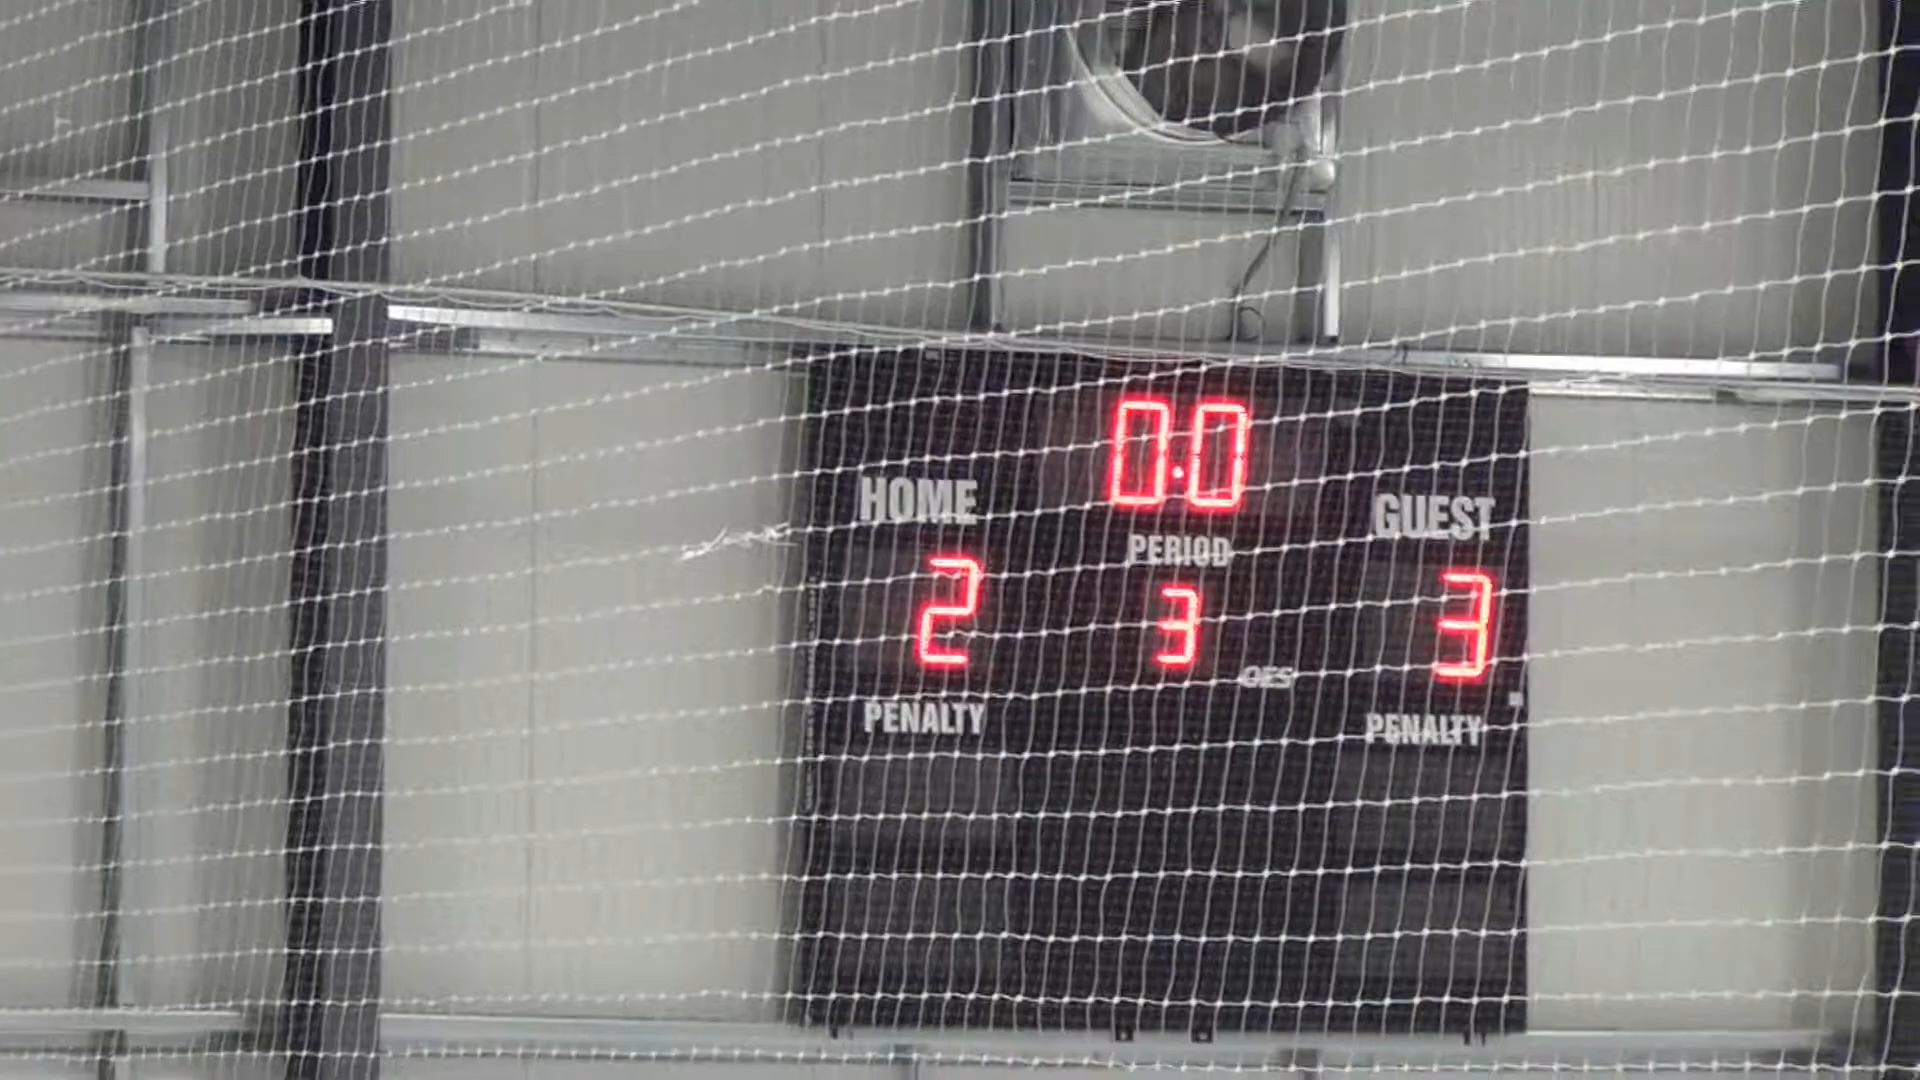 0.0
HOME
GUEST
PERIOD
2
3
3
OES
PENALTY
PENALTY